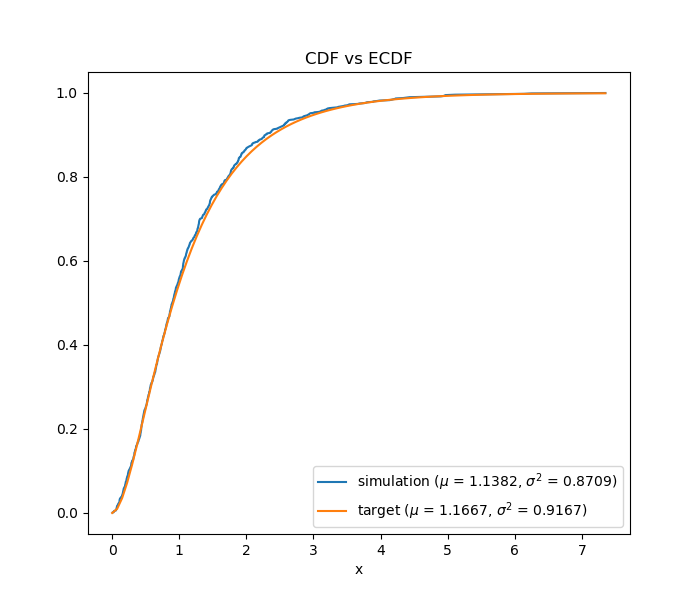 CDF vs ECDF
1.0
0.8
0.6
0.4
0.2
0.0
simulation (μ = 1.1382, σ² = 0.8709)
target (μ = 1.1667, σ² = 0.9167)
0 1 2 3 4 5 6 7
x